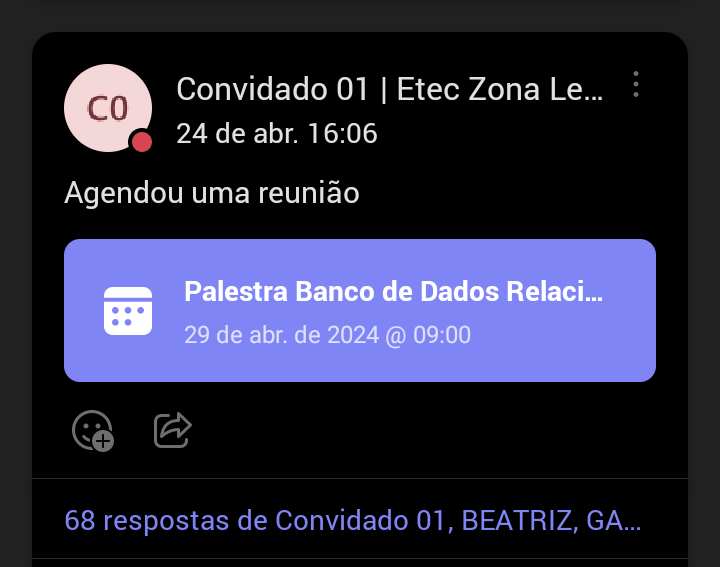 C0
Convidado 01 | Etec Zona Le...
24 de abr. 16:06
Agendou uma reunião
Palestra Banco de Dados Relaci...
29 de abr. de 2024 @ 09:00
68 respostas de Convidado 01, BEATRIZ, GA...